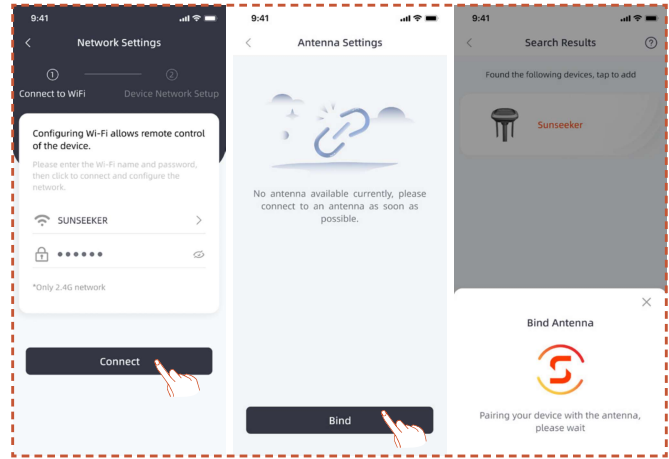 9:41
Network Settings
1
2
Connect to WiFi
Device Network Setup
Configuring Wi-Fi allows remote control
of the device.
Please enter the Wi-Fi name and password,
then click to connect and configure the
network.
SUNSEEKER
*Only 2.4G network
Connect
9:41
Antenna Settings
No antenna available currently, please
connect to an antenna as soon as
possible.
Bind
9:41
Search Results
?
Found the following devices, tap to add
Sunseeker
Bind Antenna
Pairing your device with the antenna,
please wait